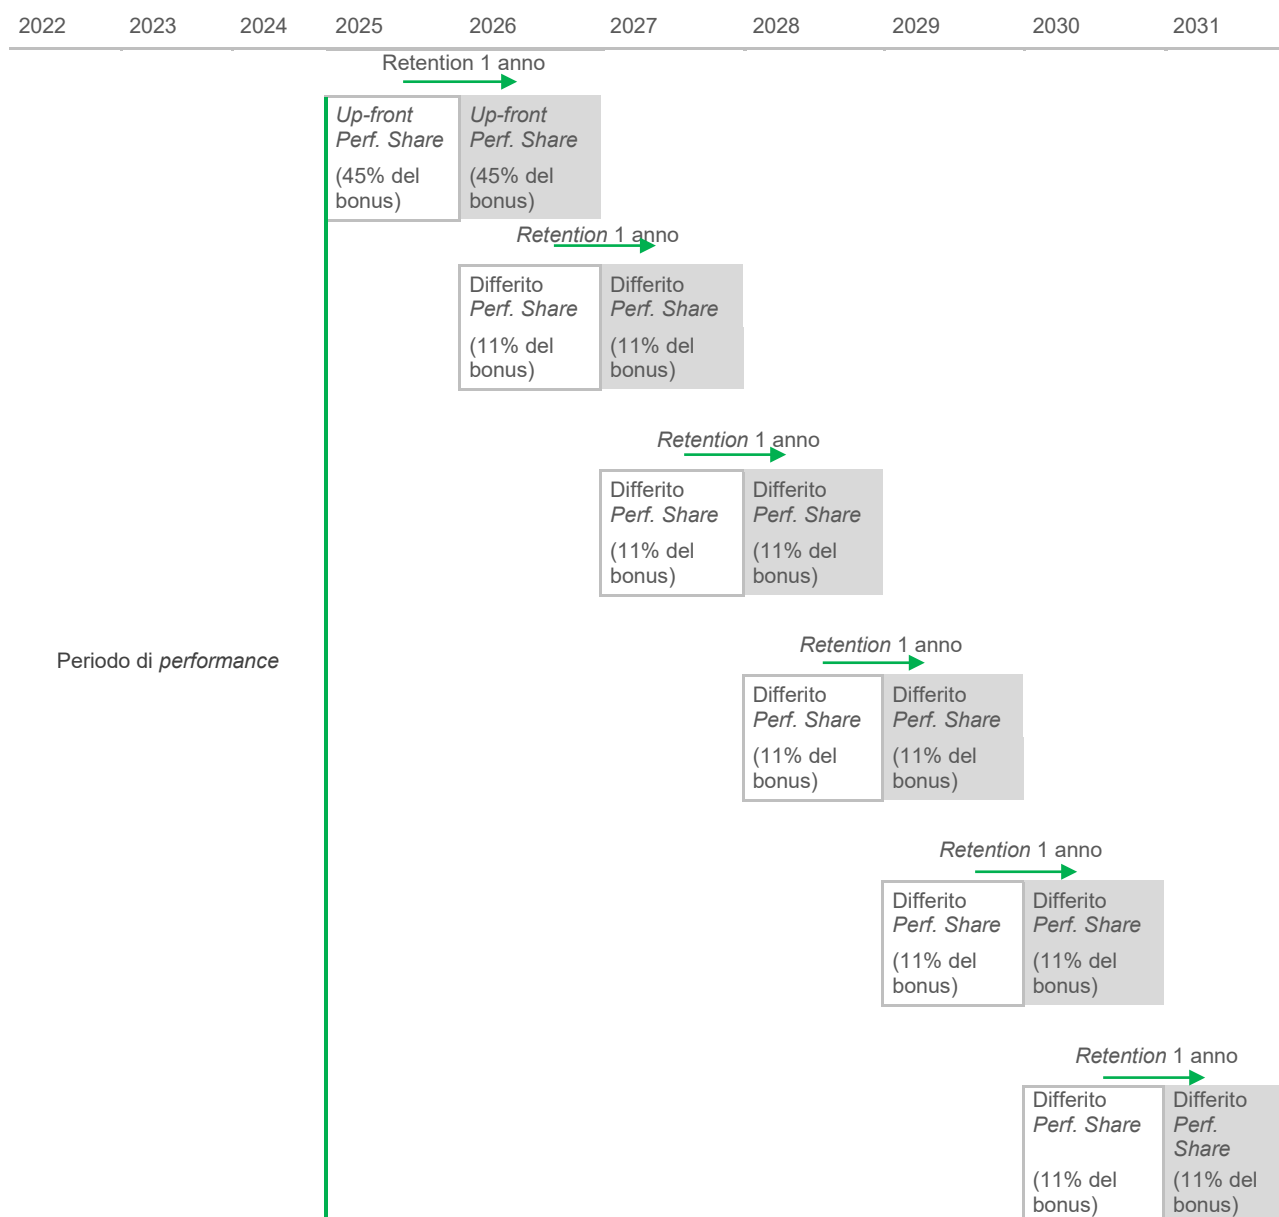 2022 2023 2024 2025 2026 2027 2028 2029 2030 2031
Retention 1 anno
Up-front Up-front
Perf. Share Perf. Share
(45% del (45% del
bonus) bonus)
Retention 1 anno
Differito Differito
Perf. Share Perf. Share
(11% del (11% del
bonus) bonus)
Retention 1 anno
Differito Differito
Perf. Share Perf. Share
(11% del (11% del
bonus) bonus)
Periodo di performance
Retention 1 anno
Differito Differito
Perf. Share Perf. Share
(11% del (11% del
bonus) bonus)
Retention 1 anno
Differito Differito
Perf. Share Perf. Share
(11% del (11% del
bonus) bonus)
Retention 1 anno
Differito Differito
Perf. Share Perf.
Share
(11% del (11% del
bonus) bonus)